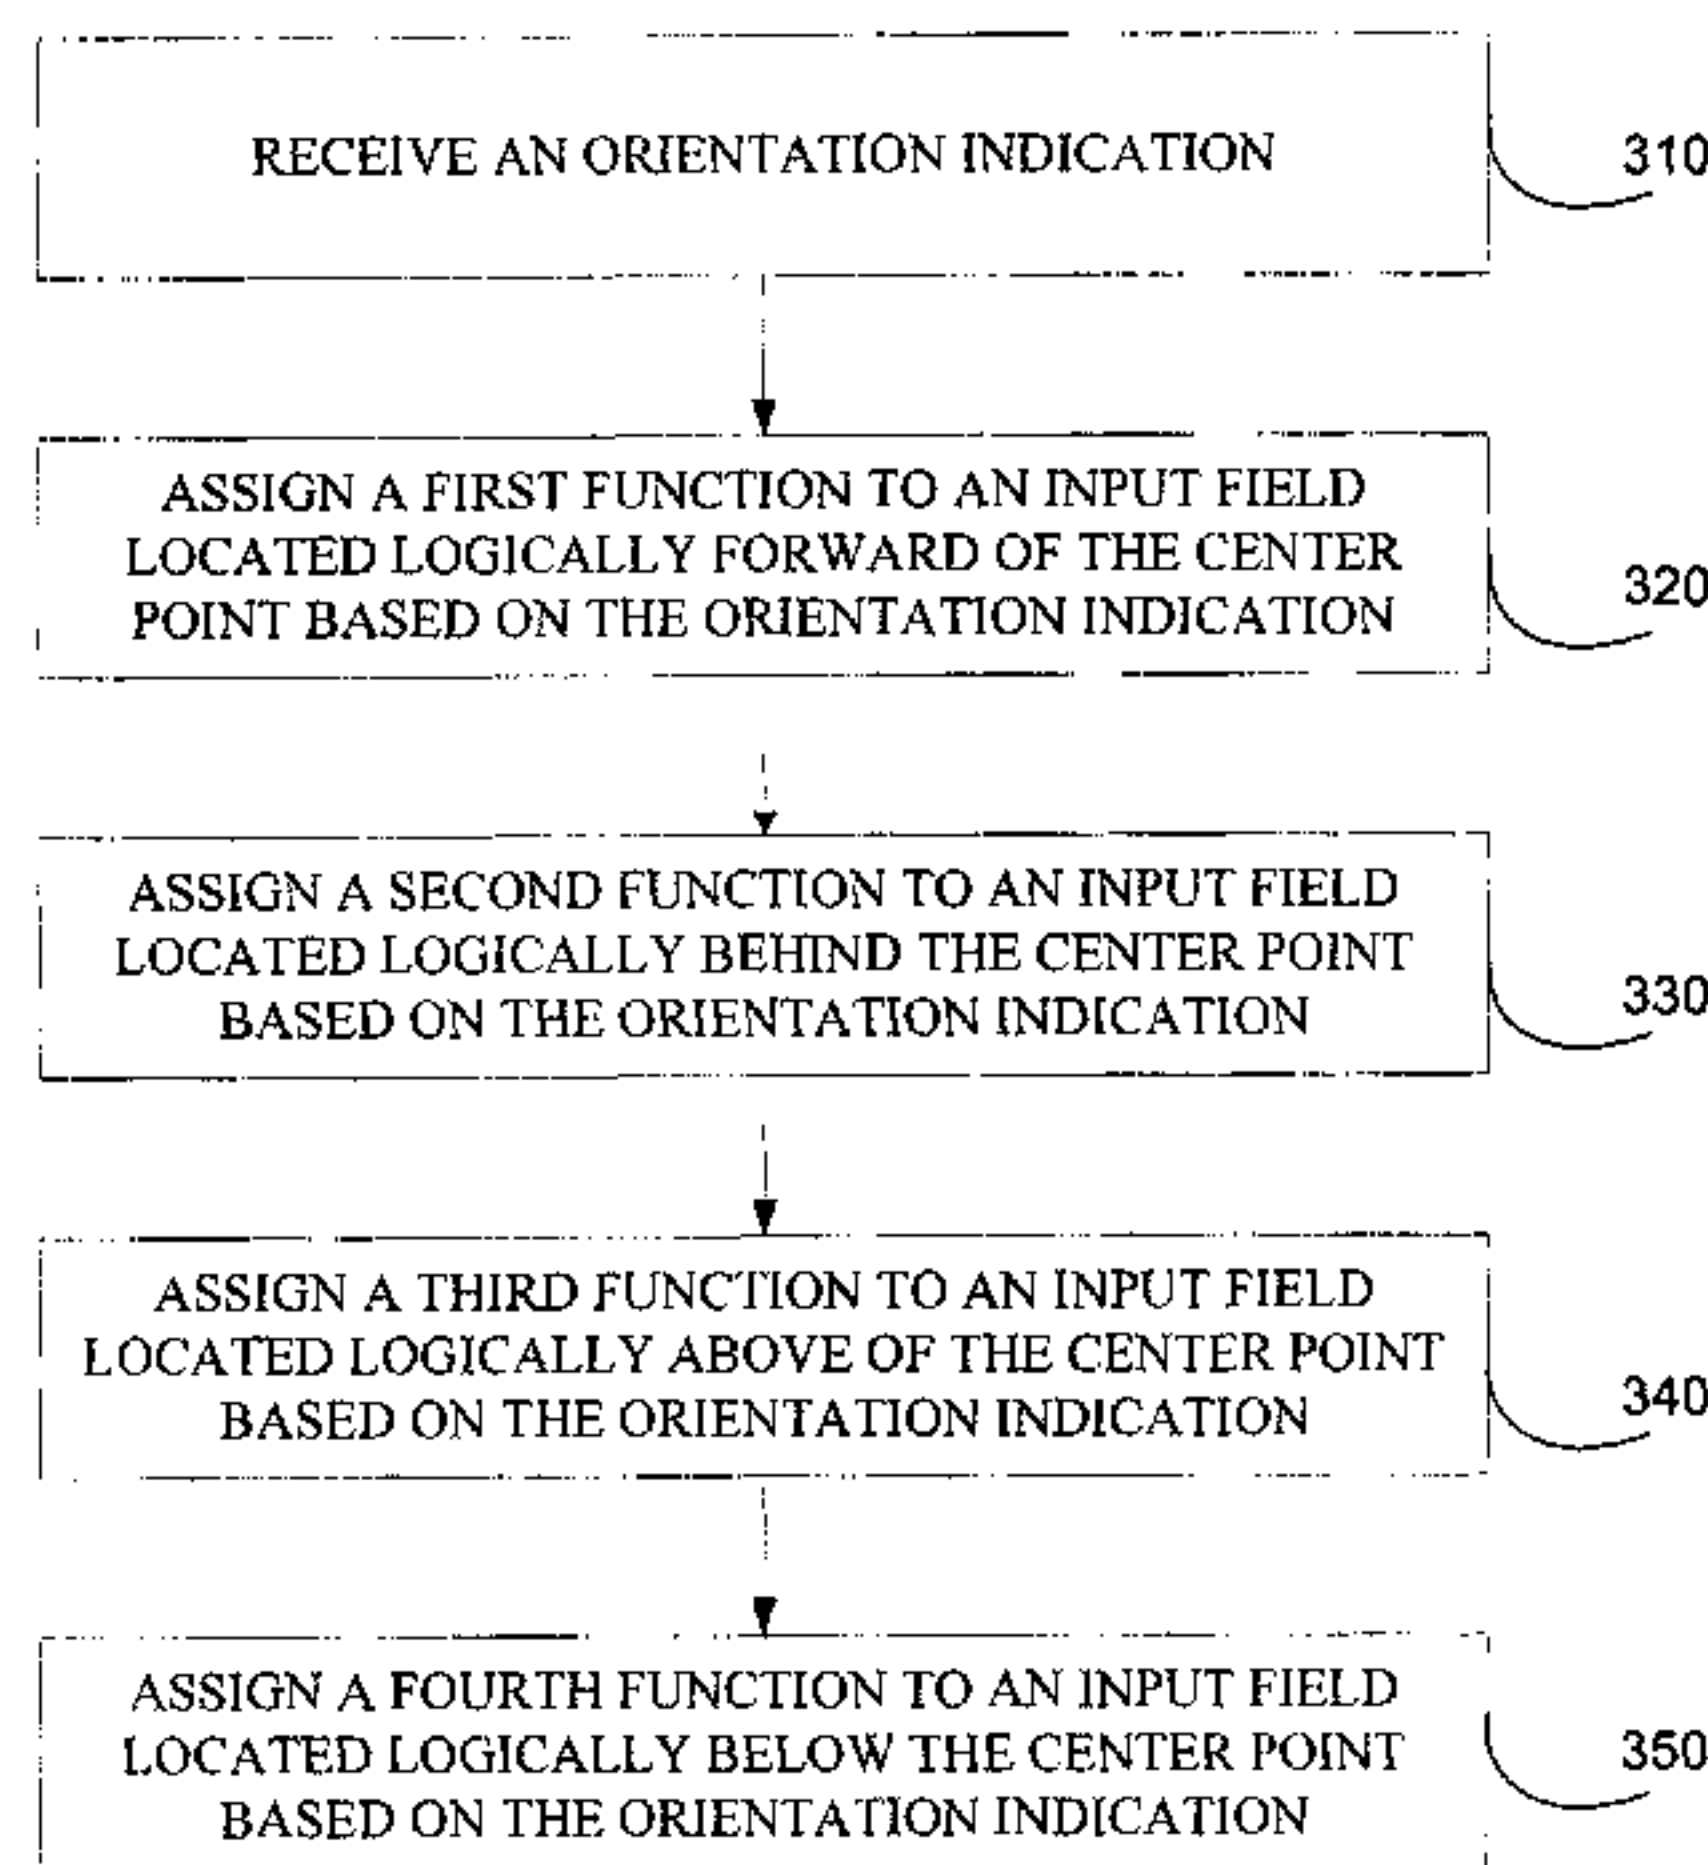 RECEIVE AN ORIENTATION INDICATION
310
ASSIGN A FIRST FUNCTION TO AN INPUT FIELD
LOCATED LOGICALLY FORWARD OF THE CENTER
POINT BASED ON THE ORIENTATION INDICATION
320
ASSIGN A SECOND FUNCTION TO AN INPUT FIELD
LOCATED LOGICALLY BEHIND THE CENTER POINT
BASED ON THE ORIENTATION INDICATION
330
ASSIGN A THIRD FUNCTION TO AN INPUT FIELD
LOCATED LOGICALLY ABOVE OF THE CENTER POINT
BASED ON THE ORIENTATION INDICATION
340
ASSIGN A FOURTH FUNCTION TO AN INPUT FIELD
LOCATED LOGICALLY BELOW THE CENTER POINT
BASED ON THE ORIENTATION INDICATION
350